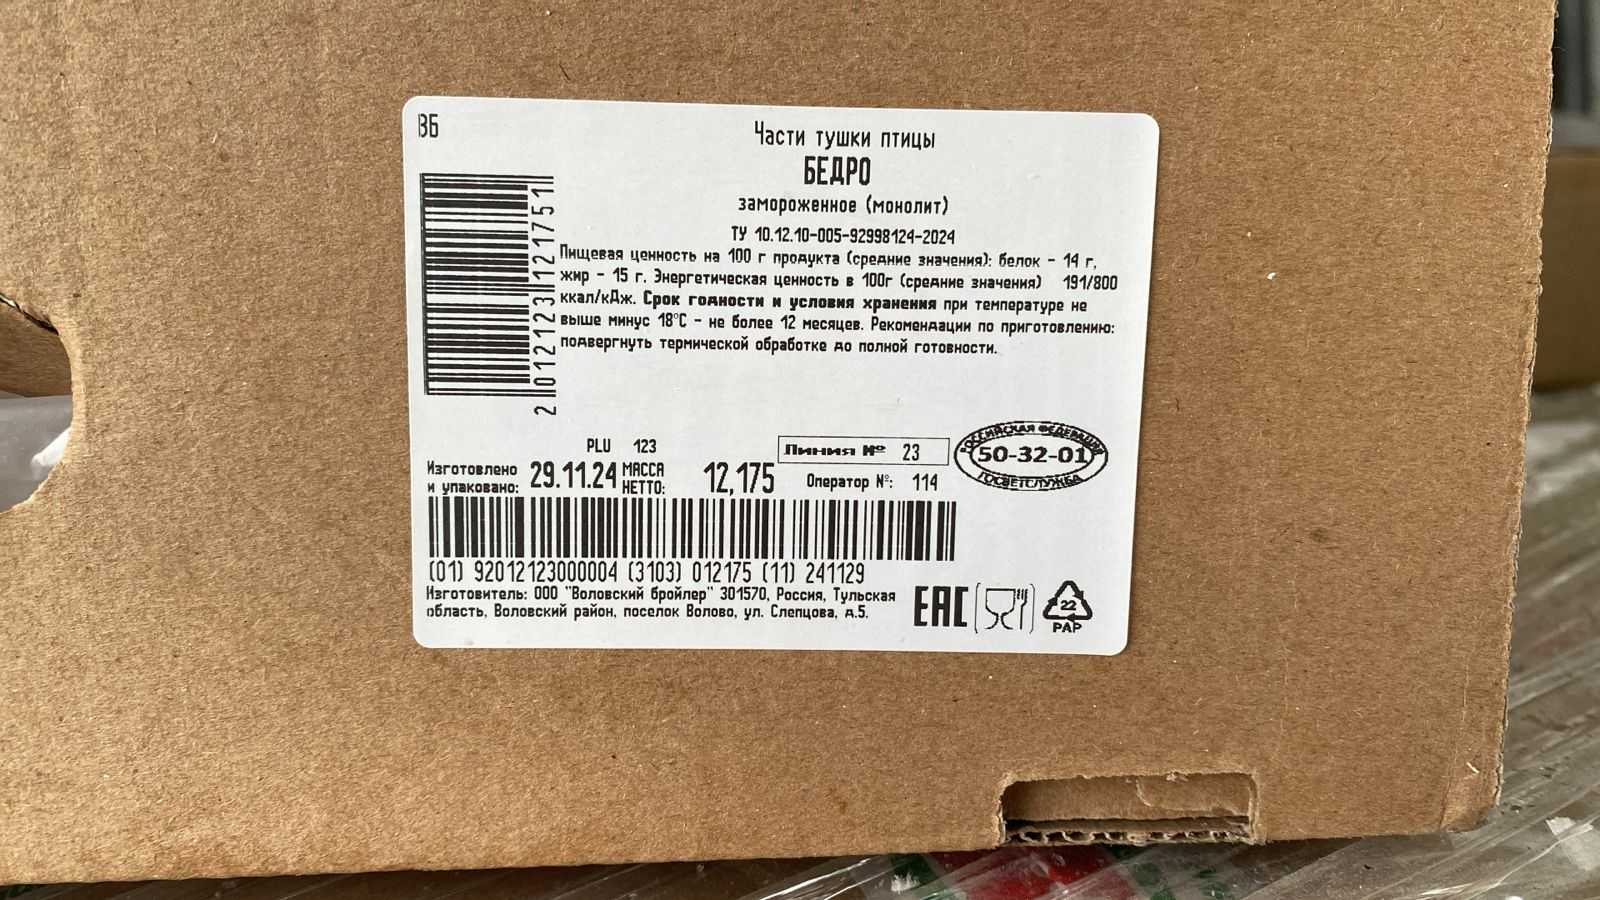 ВБ
Части тушки птицы
БЕДРО
замороженное (монолит)
ТУ 10.12.10-005-92998124-2024
Пищевая ценность на 100 г продукта (средние значения): белок - 14 г,
жир - 15 г. Энергетическая ценность в 100г (средние значения) 191/800
ккал/кДж. Срок годности и условия хранения при температуре не
выше минус 18°С - не более 12 месяцев. Рекомендации по приготовлению:
подвергнуть термической обработке до полной готовности.
2 012123 121751
PLU 123
Линия № 23
РОССИЙСКАЯ ФЕДЕРАЦИЯ
50-32-01
ГОСВЕТСЛУЖБА
Изготовлено
и упаковано: 29.11.24
МАССА
НЕТТО: 12,175
Оператор №: 114
(01) 92012123000004 (3103) 012175 (11) 241129
Изготовитель: ООО "Воловский бройлер" 301570, Россия, Тульская
область, Воловский район, поселок Волово, ул. Слепцова, д.5.
ЕАС
22
PAP